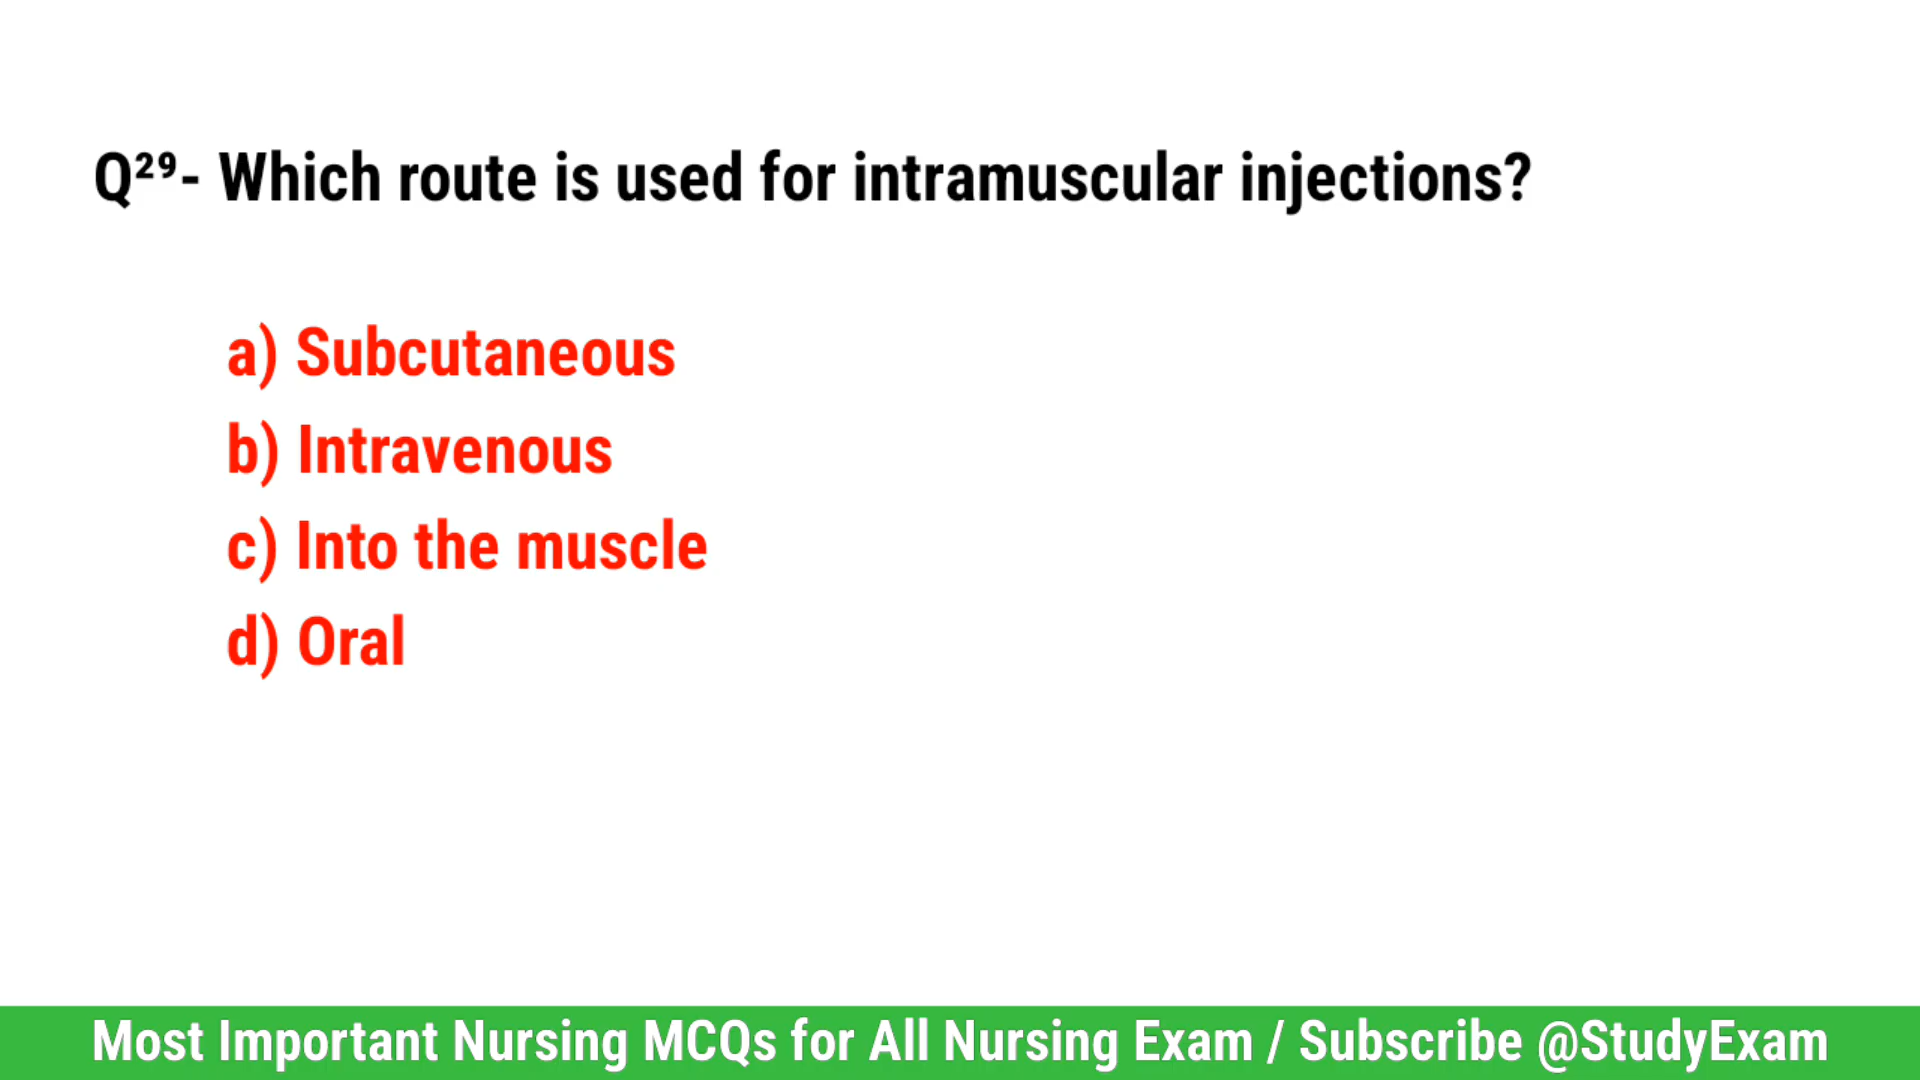 Q²⁹- Which route is used for intramuscular injections?
a) Subcutaneous
b) Intravenous
c) Into the muscle
d) Oral
Most Important Nursing MCQs for All Nursing Exam / Subscribe @StudyExam